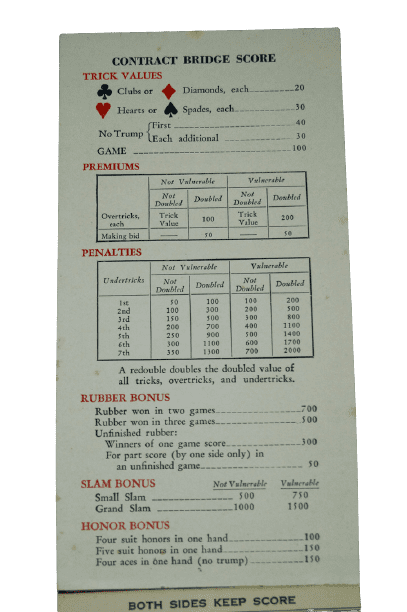 CONTRACT BRIDGE SCORE
TRICK VALUES
Clubs or Diamonds, each 20
Hearts or Spades, each 30
No Trump {First 40
Each additional 30
GAME 100
PREMIUMS
Not Vulnerable Vulnerable
Not Doubled Doubled Not Doubled Doubled
Overtricks, each Trick Value 100 Trick Value 200
Making bid —— 50 —— 50
PENALTIES
Undertricks Not Vulnerable Vulnerable
Not Doubled Doubled Not Doubled Doubled
1st 50 100 100 200
2nd 100 300 200 500
3rd 150 500 300 800
4th 200 700 400 1100
5th 250 900 500 1400
6th 300 1100 600 1700
7th 350 1300 700 2000
A redouble doubles the doubled value of
all tricks, overtricks, and undertricks.
RUBBER BONUS
Rubber won in two games 700
Rubber won in three games 500
Unfinished rubber:
Winners of one game score 300
For part score (by one side only) in
an unfinished game 50
SLAM BONUS Not Vulnerable Vulnerable
Small Slam 500 750
Grand Slam 1000 1500
HONOR BONUS
Four suit honors in one hand 100
Five suit honors in one hand 150
Four aces in one hand (no trump) 150
BOTH SIDES KEEP SCORE